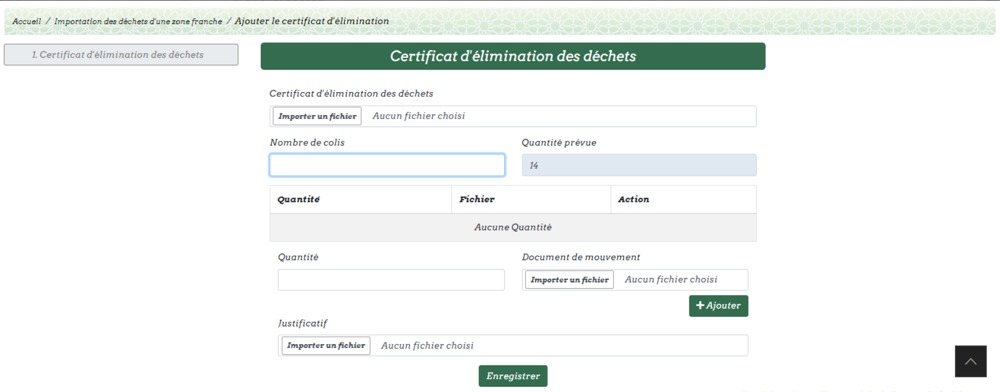 Accueil / Importation des déchets d'une zone franche / Ajouter le certificat d'élimination
1. Certificat d'élimination des déchets
Certificat d'élimination des déchets
Certificat d'élimination des déchets
Importer un fichier Aucun fichier choisi
Nombre de colis Quantité prévue
14
Quantité Fichier Action
Aucune Quantité
Quantité Document de mouvement
Importer un fichier Aucun fichier choisi
+ Ajouter
Justificatif
Importer un fichier Aucun fichier choisi
Enregistrer